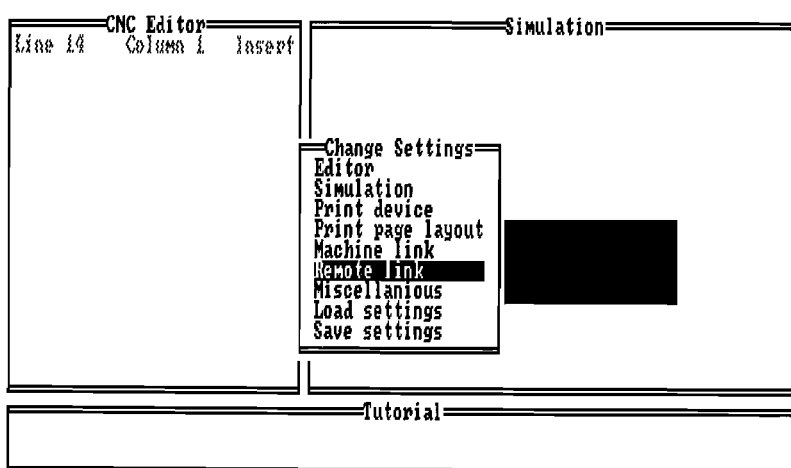 CNC Editor
Simulation
Line 14 Column 1 Insert
Change Settings
Editor
Simulation
Print device
Print page layout
Machine link
Remote link
Miscellanious
Load settings
Save settings
Tutorial